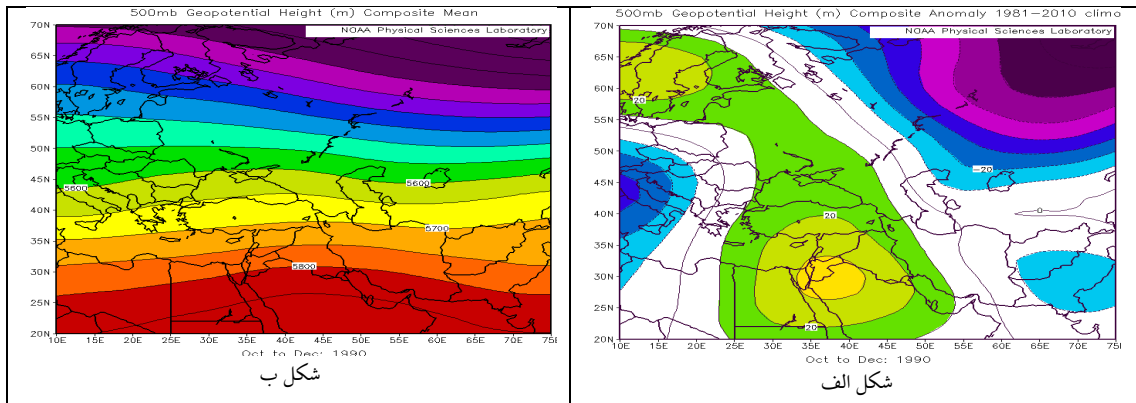 500mb Geopotential Height (m) Composite Mean
NOAA Physical Sciences Laboratory
70N
65N
60N
55N
50N
45N
40N
35N
30N
25N
20N
5600
5600
5700
5800
10E 15E 20E 25E 30E 35E 40E 45E 50E 55E 60E 65E 70E 75E
Oct to Dec: 1990
شکل ب
500mb Geopotential Height (m) Composite Anomaly 1981-2010 clima
NOAA Physical Sciences Laboratory
70N
65N
60N
55N
50N
45N
40N
35N
30N
25N
20N
20
-20
0
20
20
10E 15E 20E 25E 30E 35E 40E 45E 50E 55E 60E 65E 70E 75
Oct to Dec: 1990
شکل الف